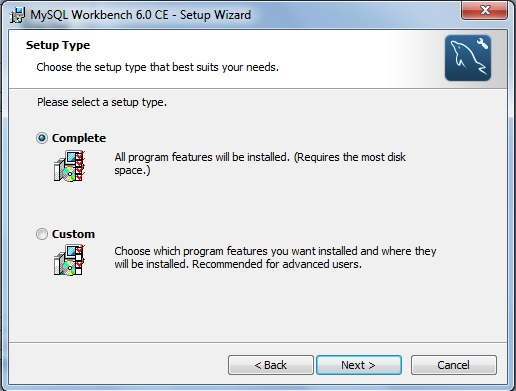 MySQL Workbench 6.0 CE - Setup Wizard
Setup Type
Choose the setup type that best suits your needs.
Please select a setup type.
Complete
All program features will be installed. (Requires the most disk
space.)
Custom
Choose which program features you want installed and where they
will be installed. Recommended for advanced users.
< Back
Next >
Cancel